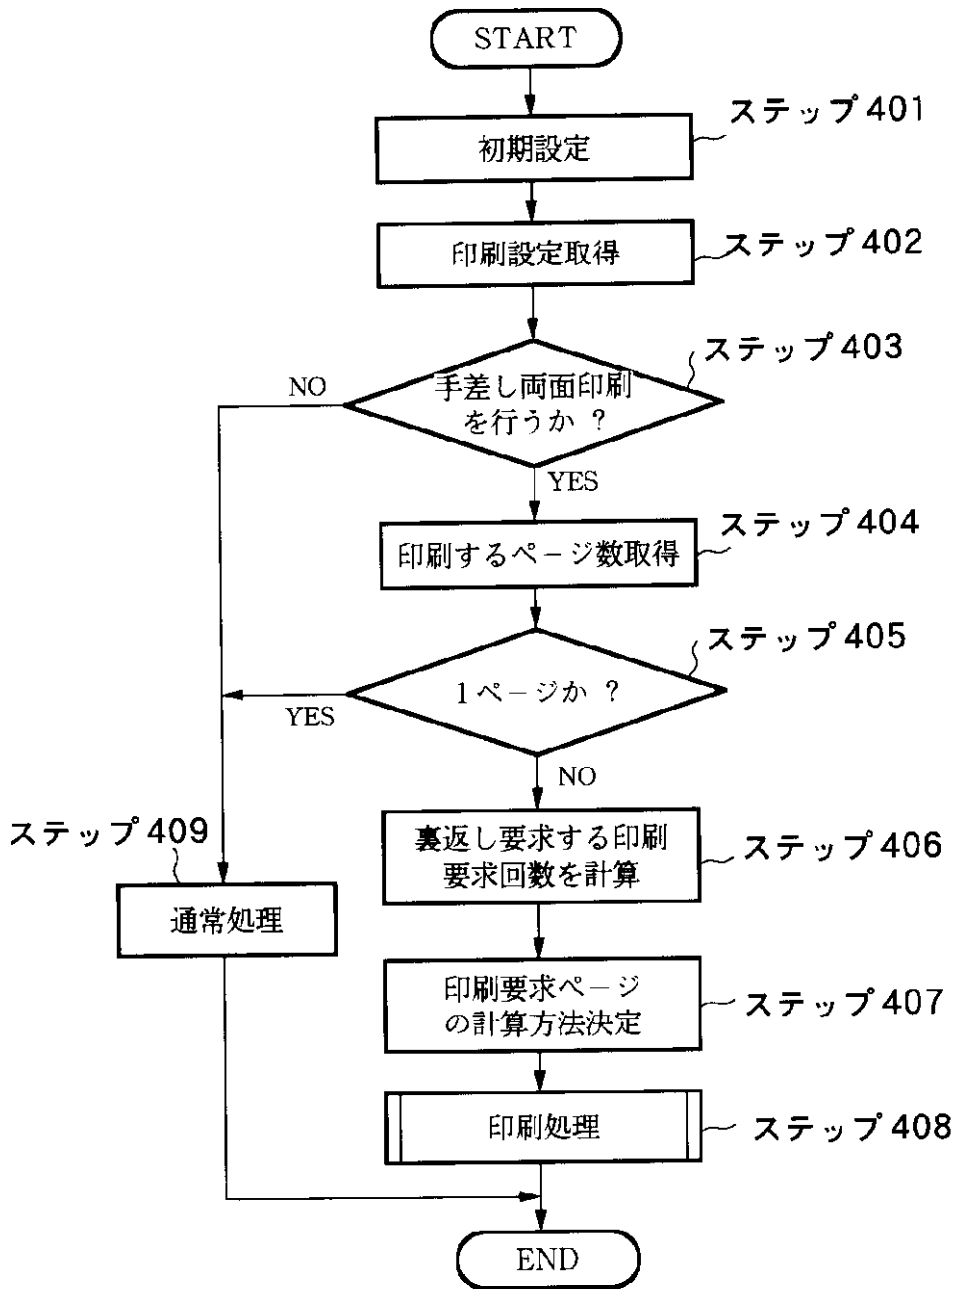 START
ステップ401
初期設定
ステップ402
印刷設定取得
ステップ403
手差し両面印刷
を行うか ?
NO
YES
ステップ404
印刷するページ数取得
ステップ405
1ページか ?
YES
NO
ステップ406
裏返し要求する印刷
要求回数を計算
ステップ409
通常処理
ステップ407
印刷要求ページ
の計算方法決定
ステップ408
印刷処理
END